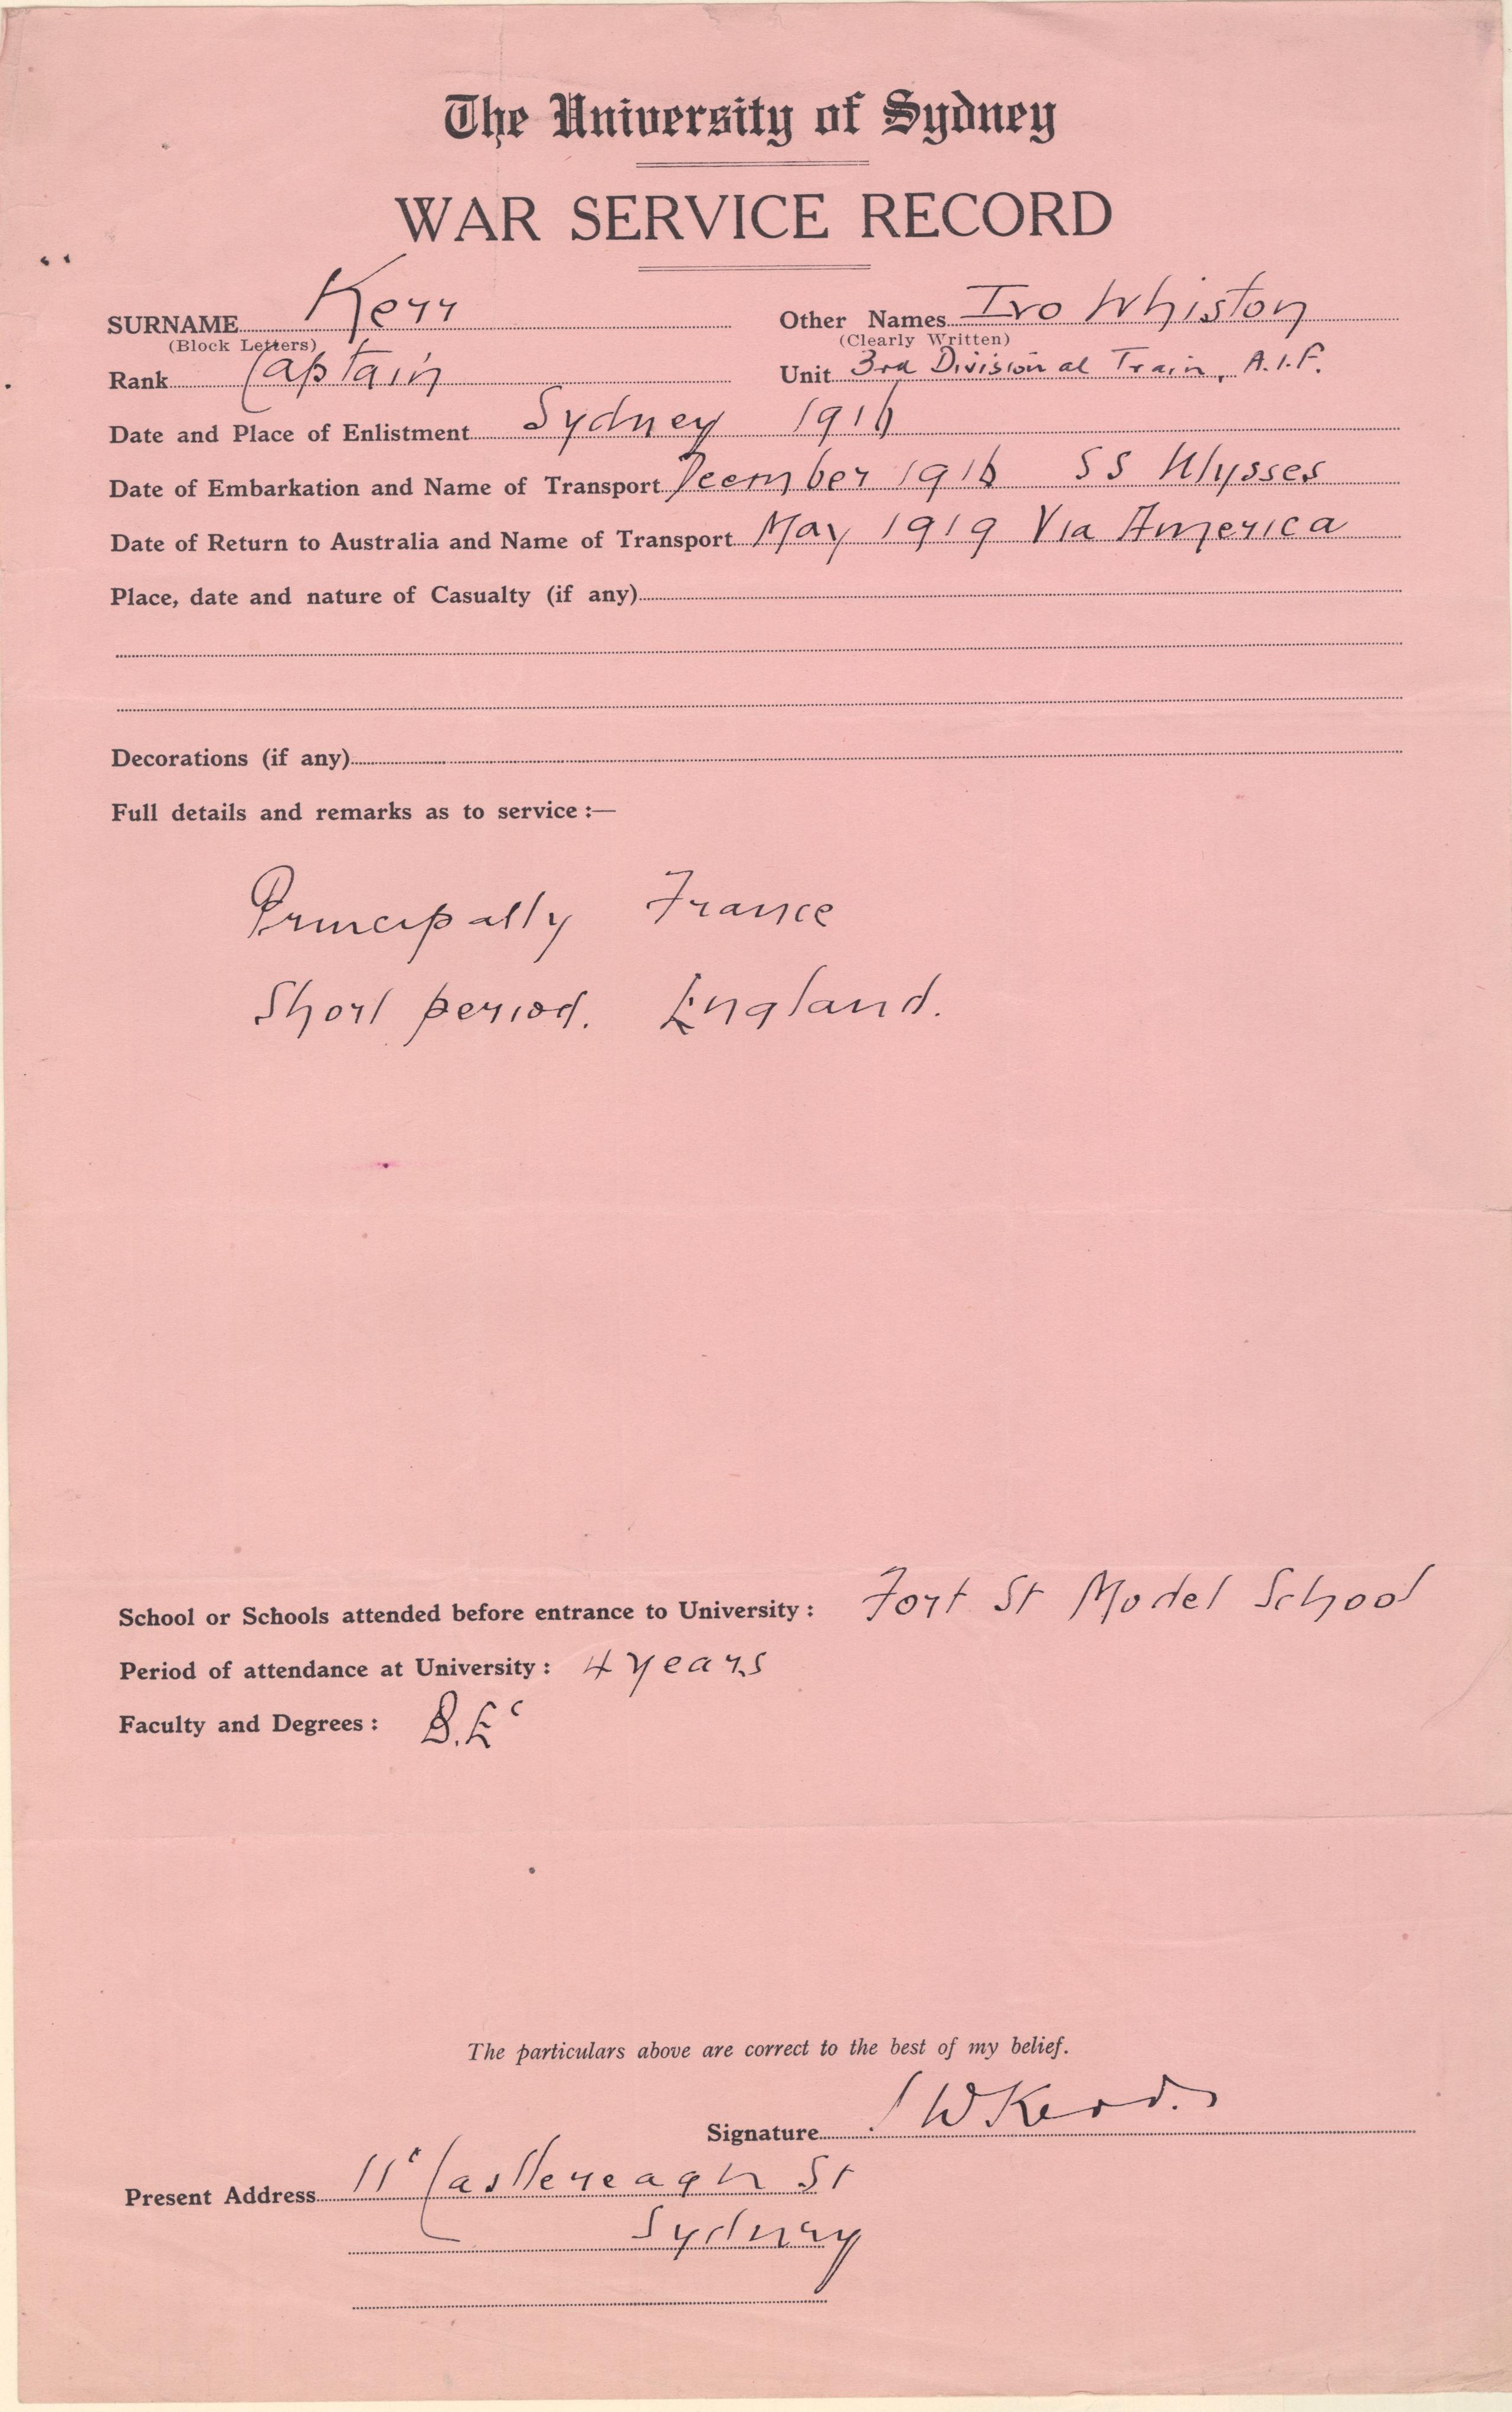 The University of Sydney
WAR SERVICE RECORD
SURNAME Kerr Other Names Ivo Whiston
(Block Letters) (Clearly Written)
Rank Captain Unit 3rd Divisional Train, A.I.F.
Date and Place of Enlistment Sydney 1916
Date of Embarkation and Name of Transport Decmber 1916 SS Ulysses
Date of Return to Australia and Name of Transport May 1919 Via America
Place, date and nature of Casualty (if any)
Decorations (if any)
Full details and remarks as to service :—
Principally France
Short period. England.
School or Schools attended before entrance to University : Fort St Model School
Period of attendance at University : 4 years
Faculty and Degrees : B.Ec
The particulars above are correct to the best of my belief.
Signature I W Kerr
Present Address 11c Castlereagh St
Sydney